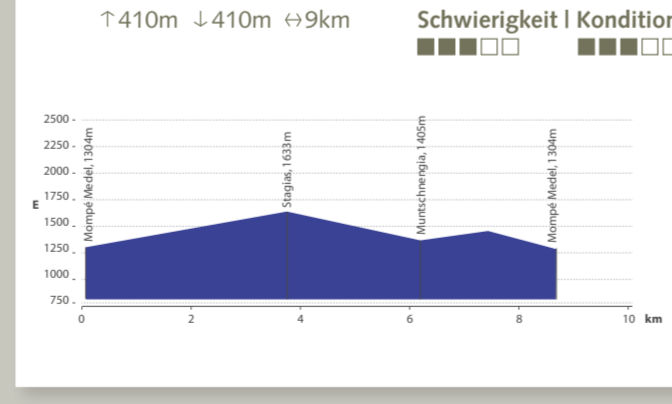 ↑410m ↓410m ↔9km
Schwierigkeit | Kondition
2500
2250
2000
1750
1500
1250
1000
750
E
Mompé Medel, 1304m
Stagias, 1633m
Muntschnengia, 1405m
Mompé Medel, 1304m
0 2 4 6 8 10 km